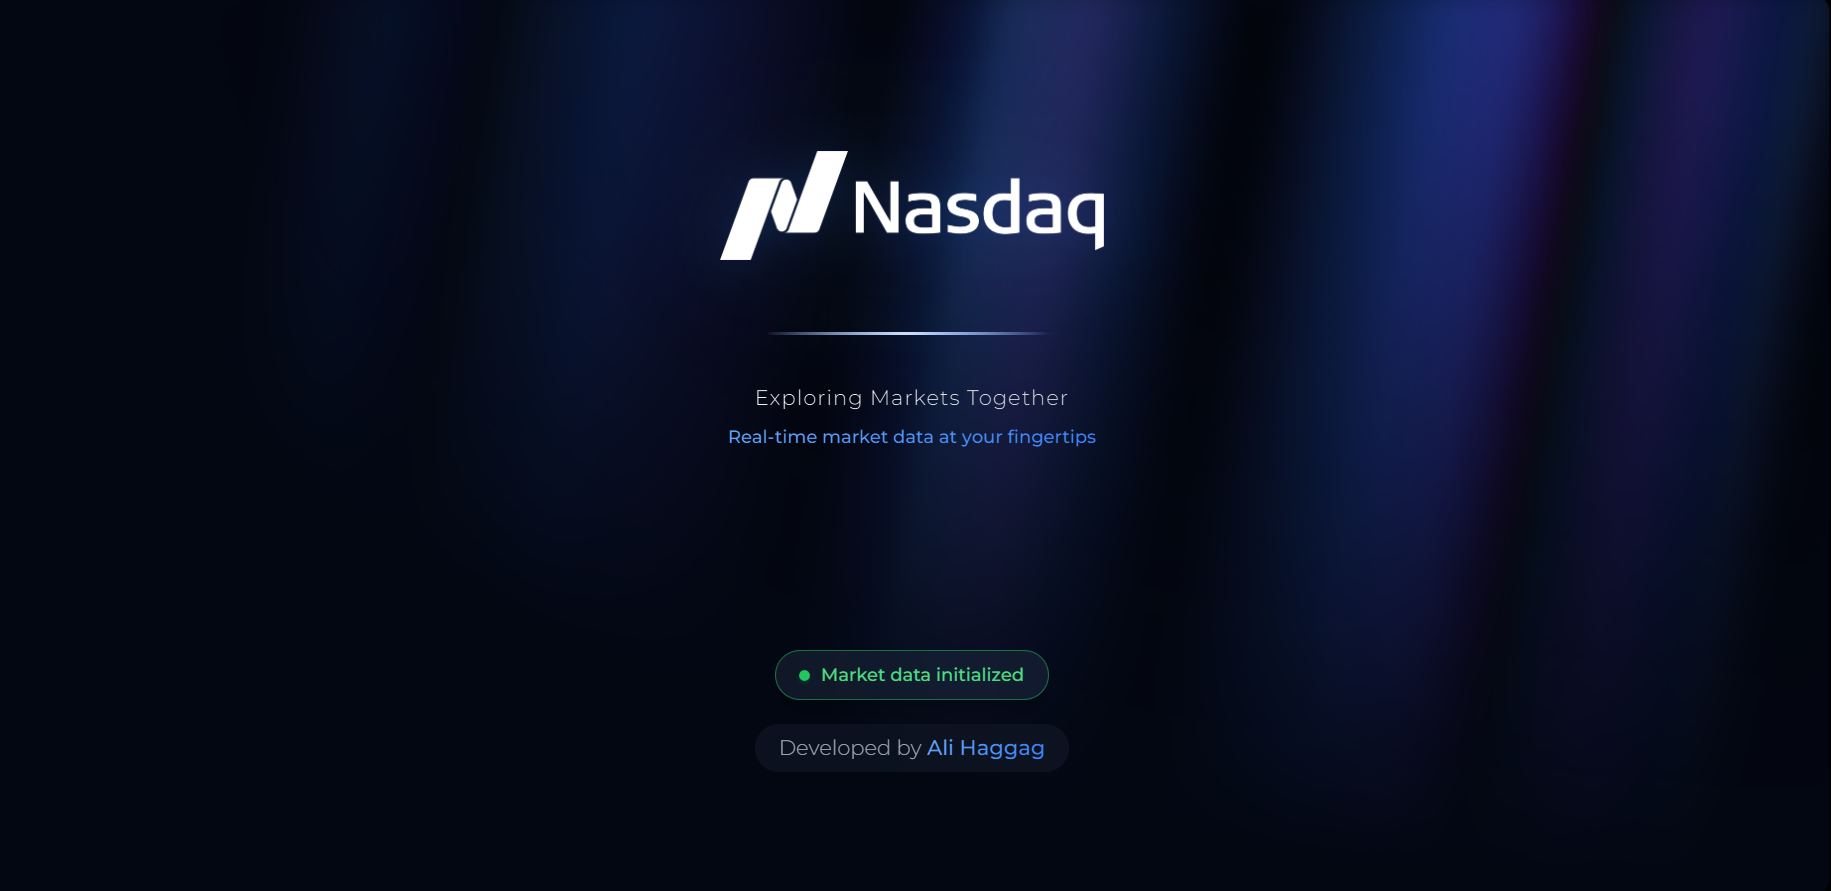 Nasdaq
Exploring Markets Together
Real-time market data at your fingertips
Market data initialized
Developed by Ali Haggag